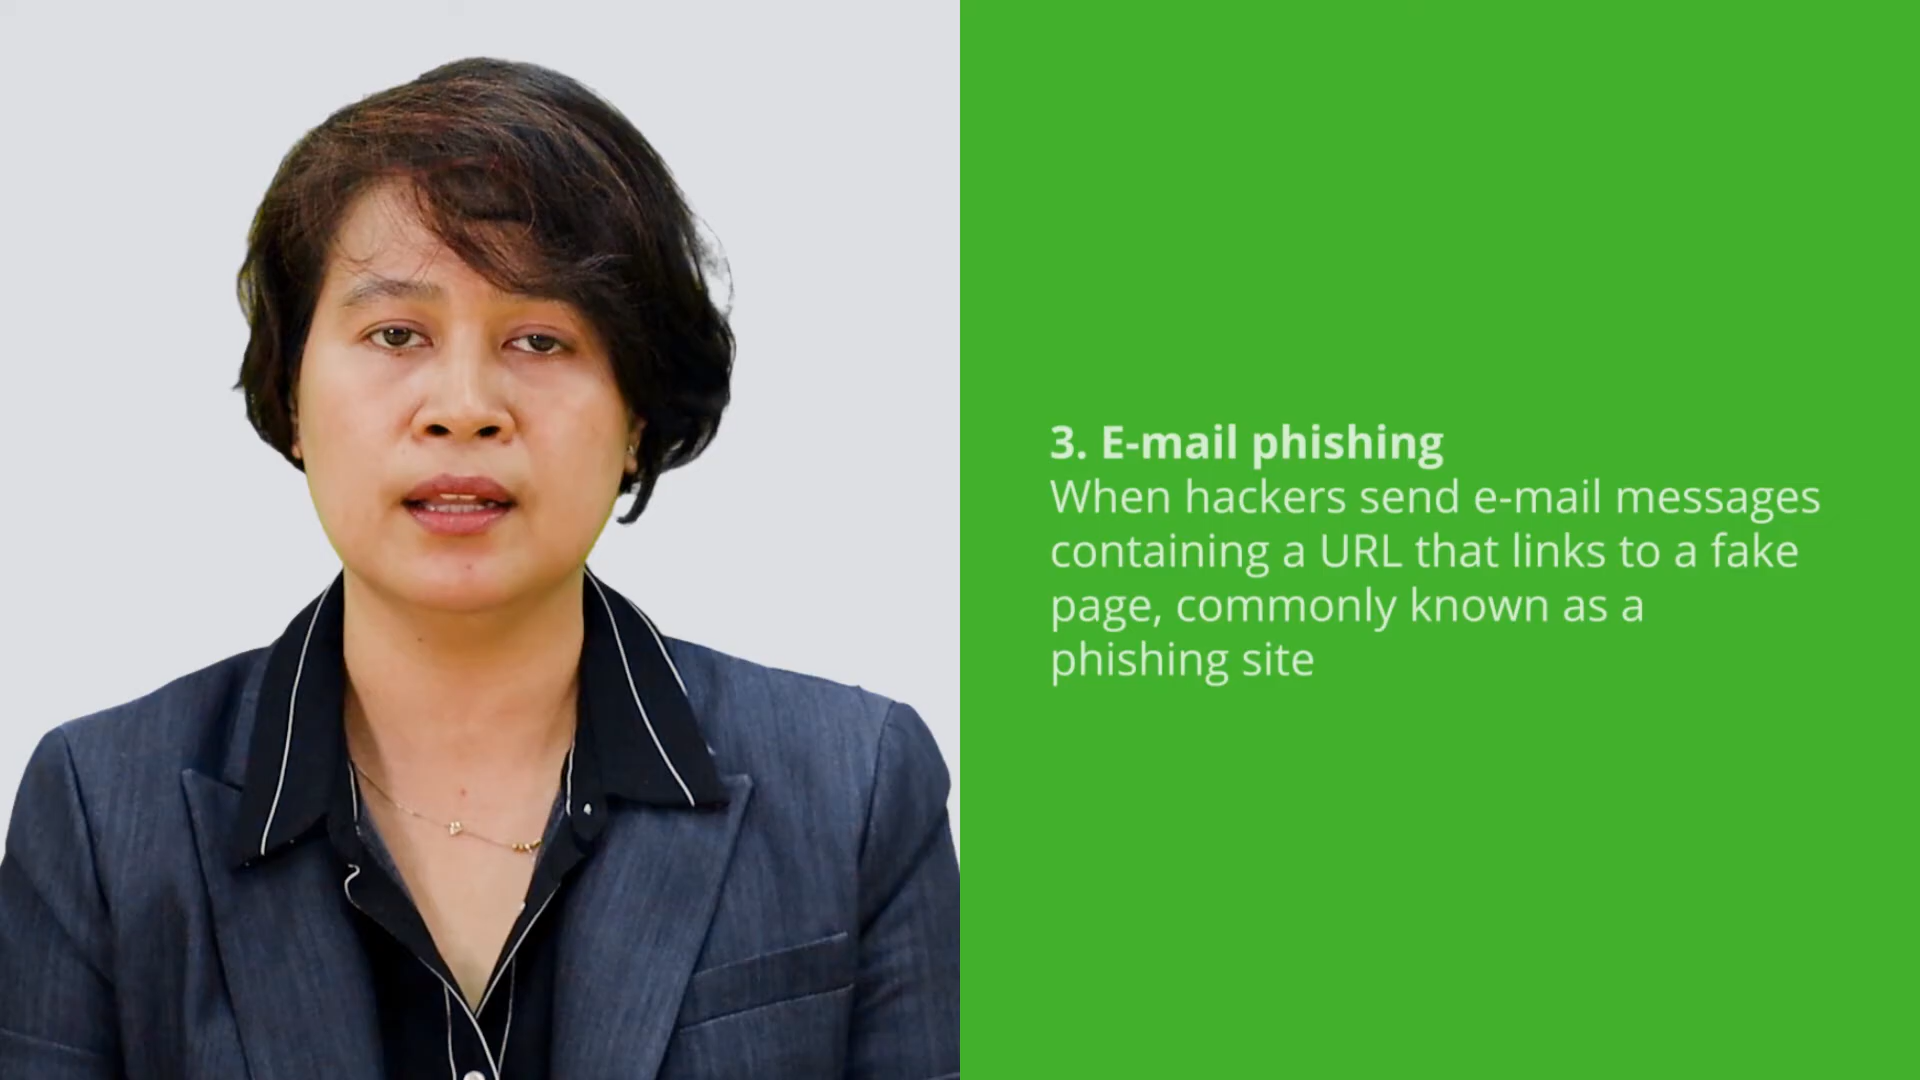 3. E-mail phishing
When hackers send e-mail messages
containing a URL that links to a fake
page, commonly known as a
phishing site